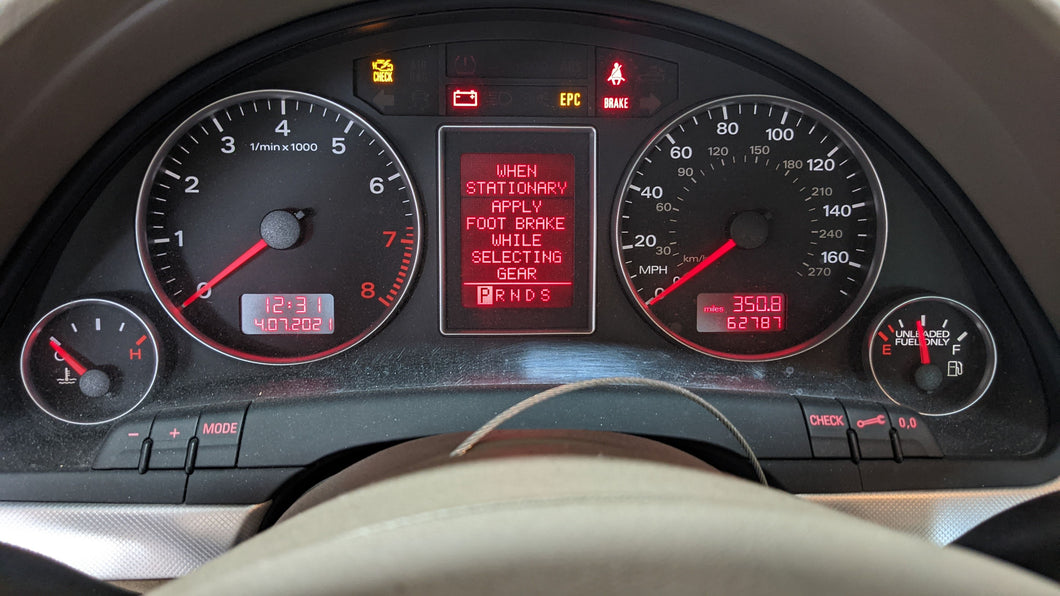 CHECK
EPC
BRAKE
1
2
3
4
5
6
7
8
0
1/min x 1000
12:31
4.07.2021
WHEN
STATIONARY
APPLY
FOOT BRAKE
WHILE
SELECTING
GEAR
PRNDS
20
40
60
80
100
120
140
160
30
60
90
120
150
180
210
240
270
MPH
km/h
miles 350.8
62787
C H
UNLEADED
FUEL ONLY
E F
- + MODE
CHECK 0,0